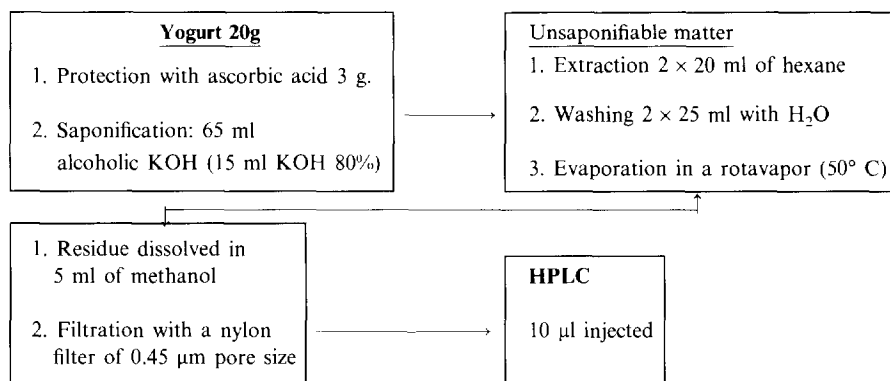 Yogurt 20g
1. Protection with ascorbic acid 3 g.
2. Saponification: 65 ml
alcoholic KOH (15 ml KOH 80%)
Unsaponifiable matter
1. Extraction 2 × 20 ml of hexane
2. Washing 2 × 25 ml with H₂O
3. Evaporation in a rotavapor (50° C)
1. Residue dissolved in
5 ml of methanol
2. Filtration with a nylon
filter of 0.45 μm pore size
HPLC
10 μl injected